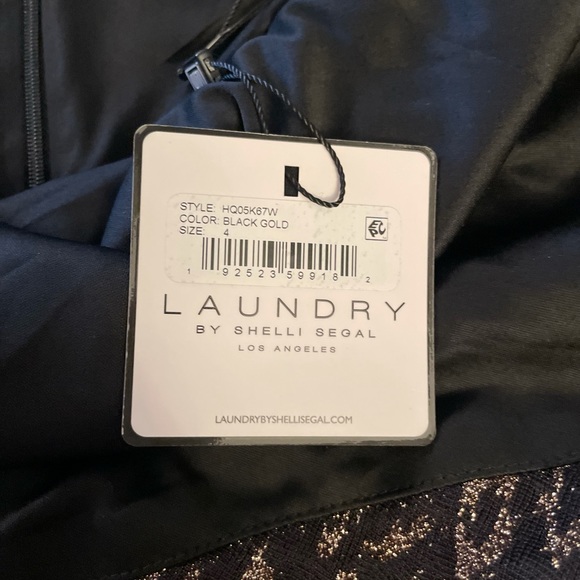 STYLE: HQ05K67W
COLOR: BLACK GOLD
SIZE: 4
1 92523 59918 2
LAUNDRY
BY SHELLI SEGAL
LOS ANGELES
LAUNDRYBYSHELLISEGAL.COM